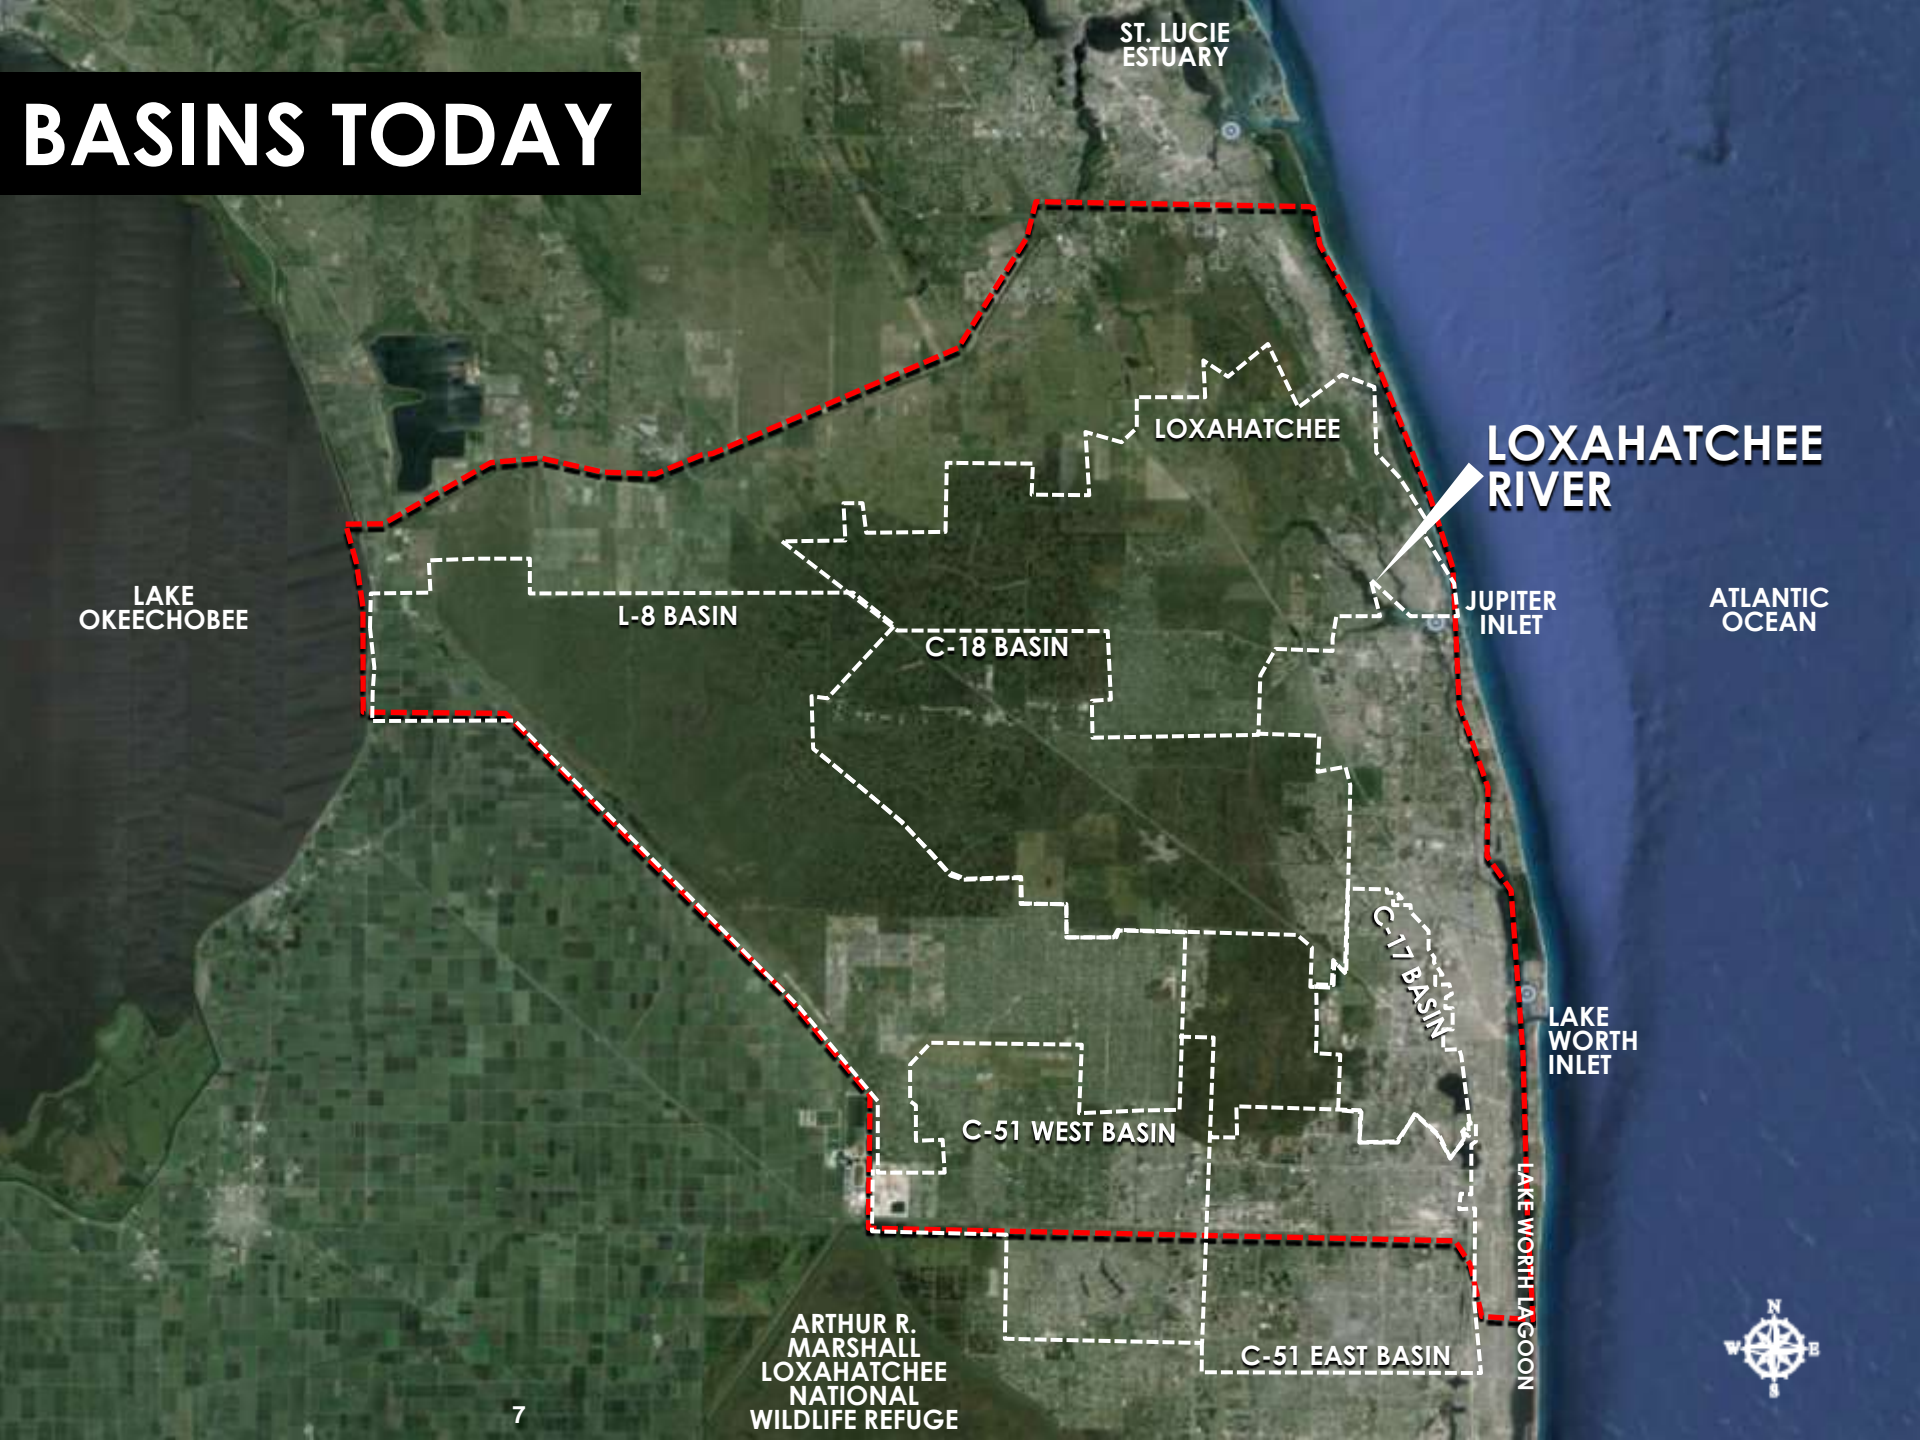 ST. LUCIE
ESTUARY
BASINS TODAY
LOXAHATCHEE
LOXAHATCHEE
RIVER
LAKE
OKEECHOBEE
L-8 BASIN
C-18 BASIN
JUPITER
INLET
ATLANTIC
OCEAN
C-17 BASIN
LAKE
WORTH
INLET
C-51 WEST BASIN
LAKE WORTH LAGOON
ARTHUR R.
MARSHALL
LOXAHATCHEE
NATIONAL
WILDLIFE REFUGE
C-51 EAST BASIN
N
W
E
S
7